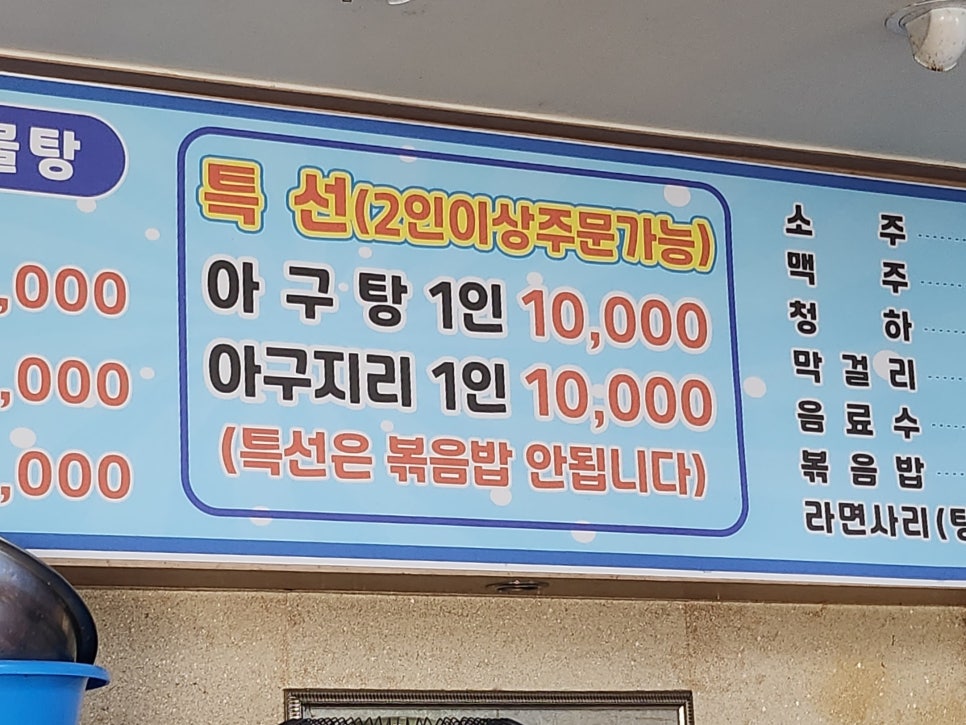 물탕
,000
,000
,000
특 선(2인이상주문가능)
아 구 탕 1인 10,000
아구지리 1인 10,000
(특선은 볶음밥 안됩니다)
소 주
맥 주
청 하
막 걸 리
음 료 수
볶 음 밥
라면사리(탕